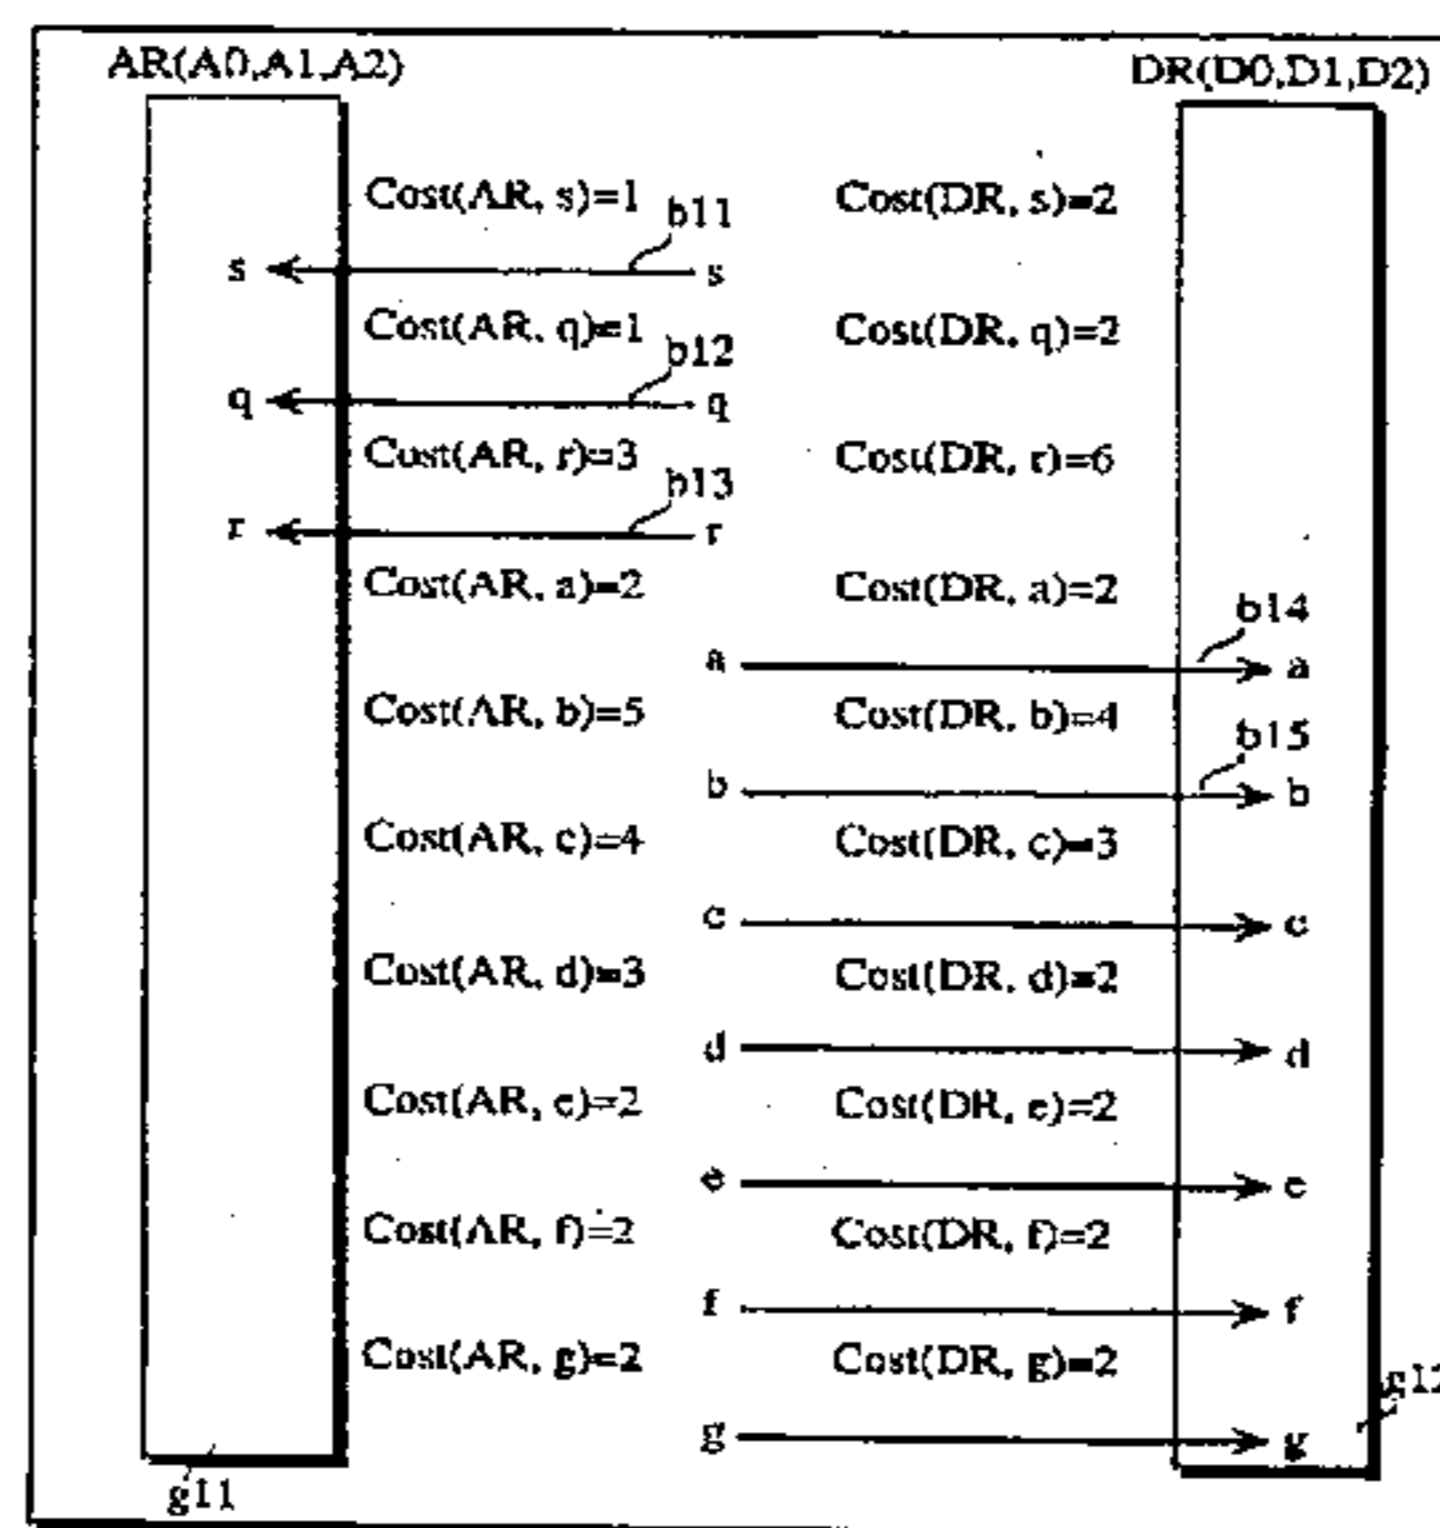 AR(A0,A1,A2) DR(D0,D1,D2)
Cost(AR, s)=1 Cost(DR, s)=2
b11
s s
Cost(AR, q)=1 Cost(DR, q)=2
b12
q q
Cost(AR, r)=3 Cost(DR, r)=6
b13
r r
Cost(AR, a)=2 Cost(DR, a)=2
b14
a a
Cost(AR, b)=5 Cost(DR, b)=4
b15
b b
Cost(AR, c)=4 Cost(DR, c)=3
c c
Cost(AR, d)=3 Cost(DR, d)=2
d d
Cost(AR, e)=2 Cost(DR, e)=2
e e
Cost(AR, f)=2 Cost(DR, f)=2
f f
Cost(AR, g)=2 Cost(DR, g)=2
g12
g g
g11